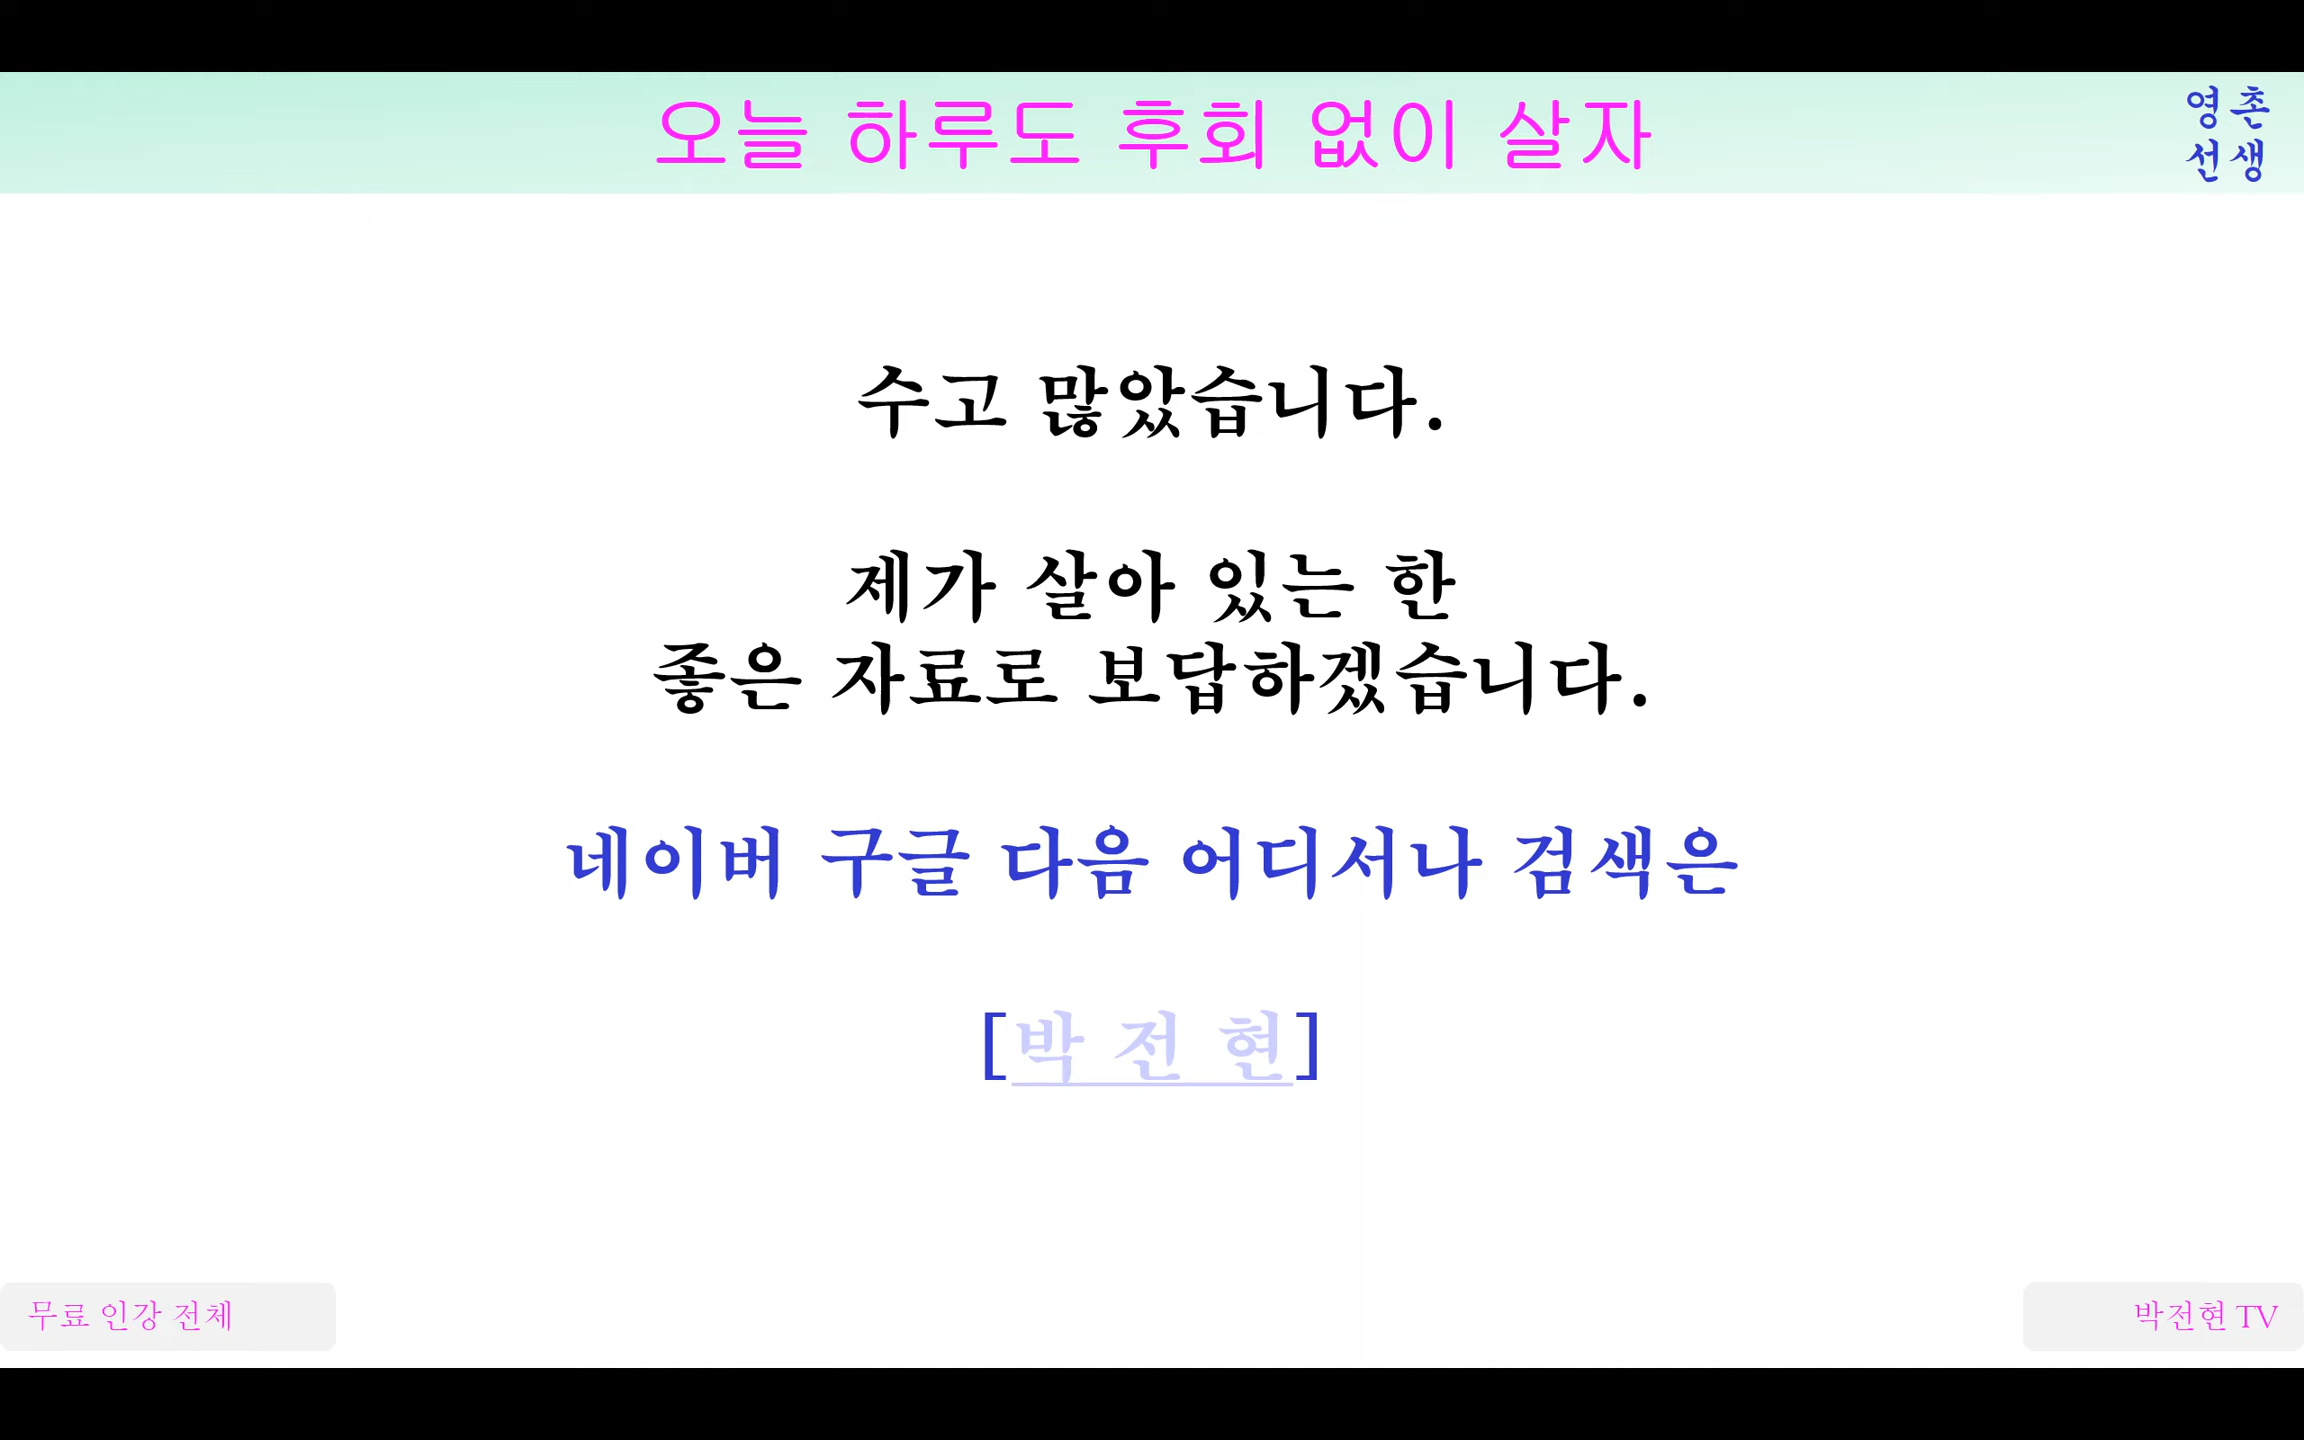 오늘 하루도 후회 없이 살자
영촌
선생
수고 많았습니다.
제가 살아 있는 한
좋은 자료로 보답하겠습니다.
네이버 구글 다음 어디서나 검색은
[박 전 현]
무료 인강 전체
박전현 TV